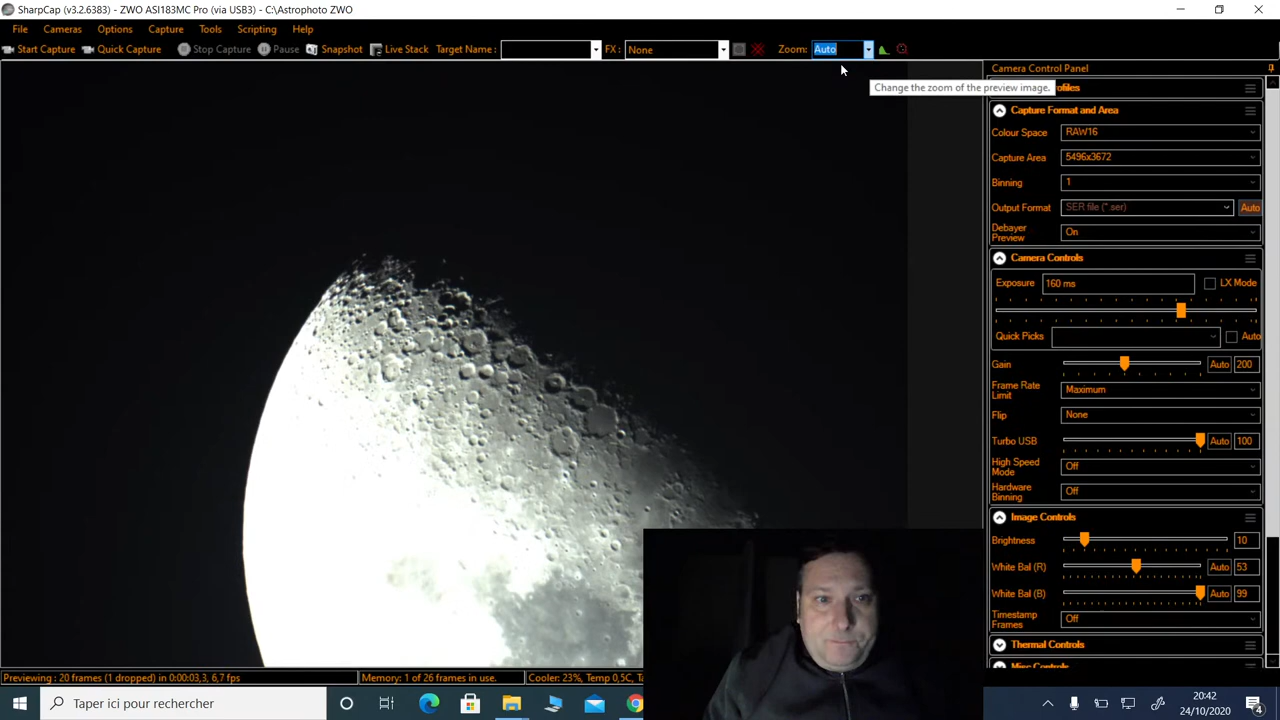 SharpCap (v3.2.6383) - ZWO ASI183MC Pro (via USB3) - C:\Astrophoto ZWO
File Cameras Options Capture Tools Scripting Help
Start Capture Quick Capture Stop Capture Pause Snapshot Live Stack Target Name : FX : None Zoom: Auto
Camera Control Panel
Change the zoom of the preview image.
Capture Format and Area
Colour Space RAW16
Capture Area 5496x3672
Binning 1
Output Format SER file (*.ser) Auto
Debayer Preview On
Camera Controls
Exposure 160 ms LX Mode
Quick Picks Auto
Gain Auto 200
Frame Rate Limit Maximum
Flip None
Turbo USB Auto 100
High Speed Mode Off
Hardware Binning Off
Image Controls
Brightness 10
White Bal (R) Auto 53
White Bal (B) Auto 99
Timestamp Frames Off
Thermal Controls
Misc Controls
Previewing : 20 frames (1 dropped) in 0:00:03,3, 6,7 fps Memory: 1 of 26 frames in use. Cooler: 23%, Temp 0,5C,
Taper ici pour rechercher
20:42
24/10/2020
4